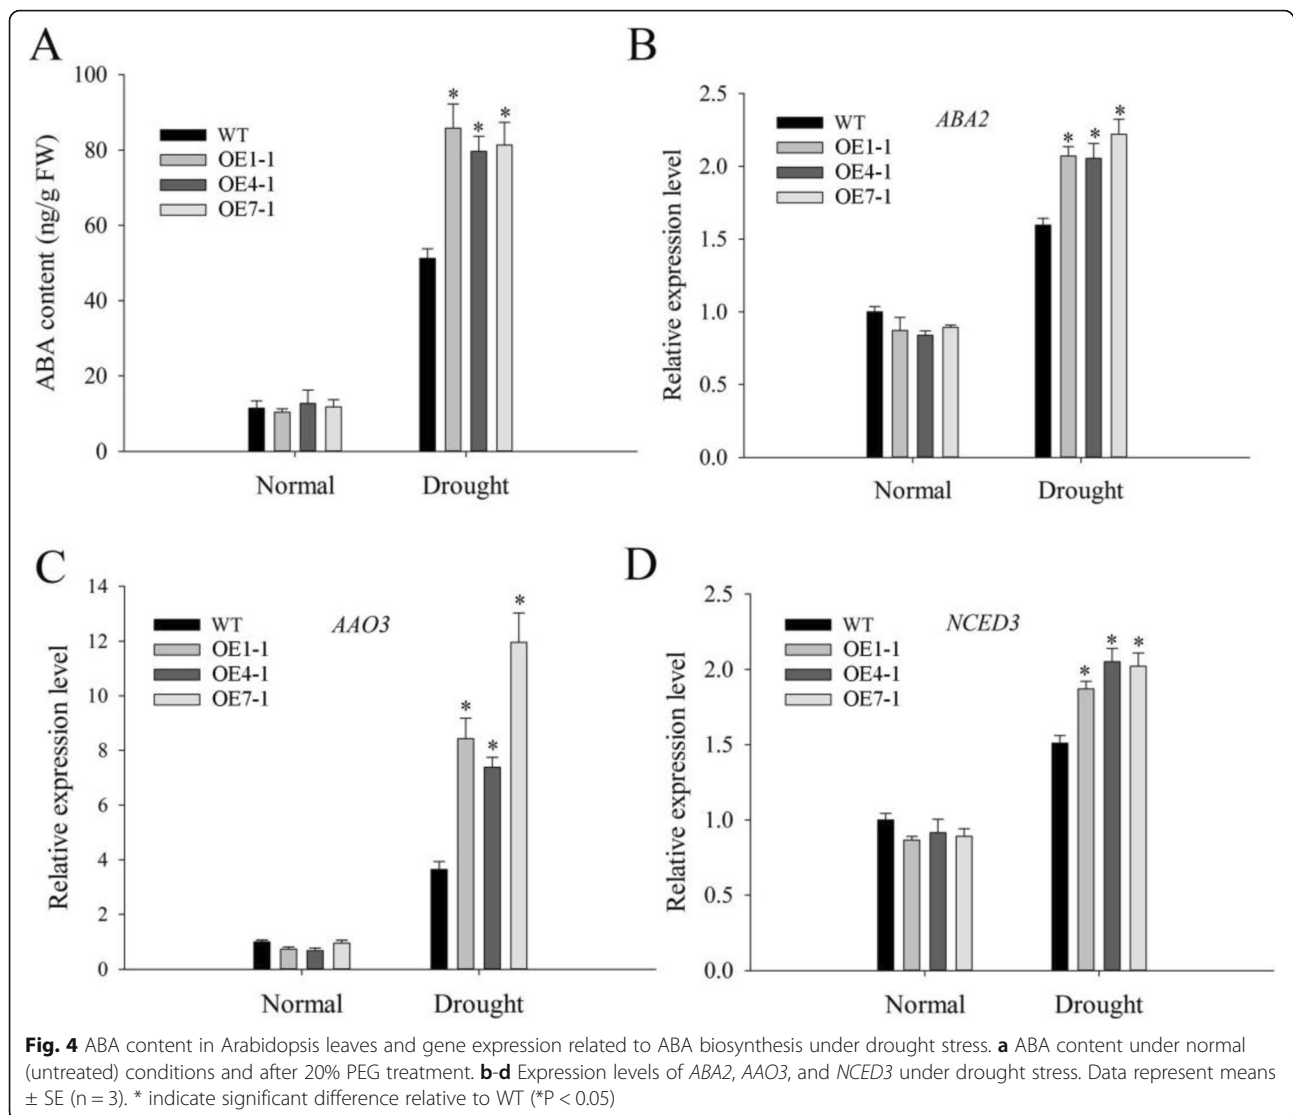 A
100
80
60
40
20
0
ABA content (ng/g FW)
WT
OE1-1
OE4-1
OE7-1
*
*
*
Normal
Drought
B
2.5
2.0
1.5
1.0
0.5
0.0
Relative expression level
WT
OE1-1
OE4-1
OE7-1
ABA2
*
*
*
Normal
Drought
C
14
12
10
8
6
4
2
0
Relative expression level
WT
OE1-1
OE4-1
OE7-1
AAO3
*
*
*
Normal
Drought
D
2.5
2.0
1.5
1.0
0.5
0.0
Relative expression level
WT
OE1-1
OE4-1
OE7-1
NCED3
*
*
*
Normal
Drought
Fig. 4 ABA content in Arabidopsis leaves and gene expression related to ABA biosynthesis under drought stress. a ABA content under normal
(untreated) conditions and after 20% PEG treatment. b-d Expression levels of ABA2, AAO3, and NCED3 under drought stress. Data represent means
± SE (n = 3). * indicate significant difference relative to WT (*P < 0.05)